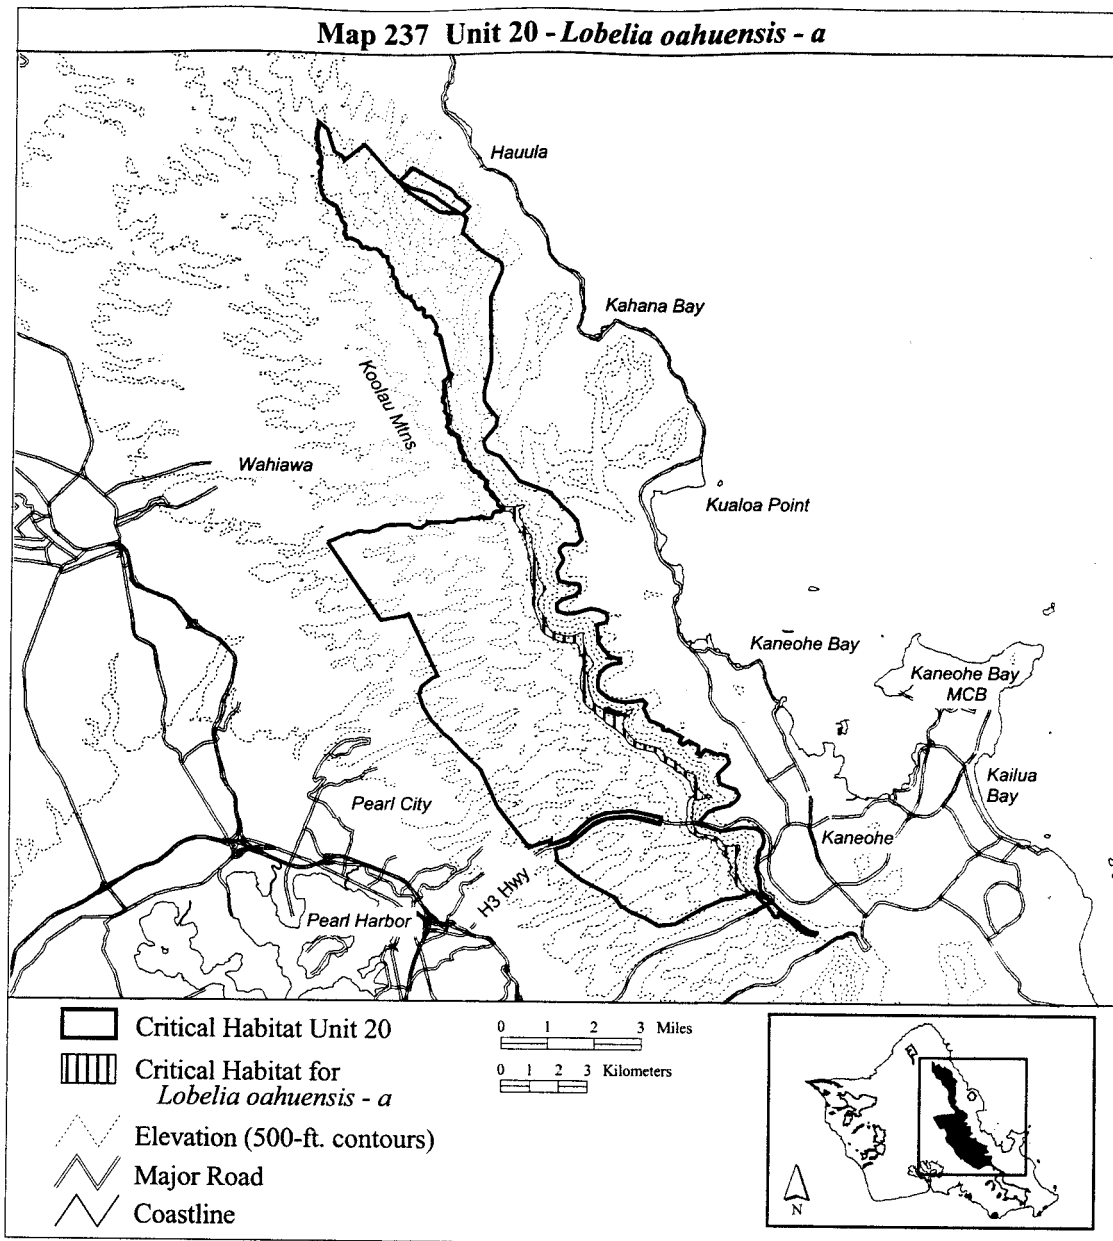 Map 237 Unit 20 - Lobelia oahuensis - a
Hauula
Kahana Bay
Koolau Mtns
Wahiawa
Kualoa Point
Kaneohe Bay
Kaneohe Bay
MCB
Kailua
Bay
Pearl City
Kaneohe
H3 Hwy
Pearl Harbor
Critical Habitat Unit 20
Critical Habitat for
Lobelia oahuensis - a
Elevation (500-ft. contours)
Major Road
Coastline
0 1 2 3 Miles
0 1 2 3 Kilometers
N